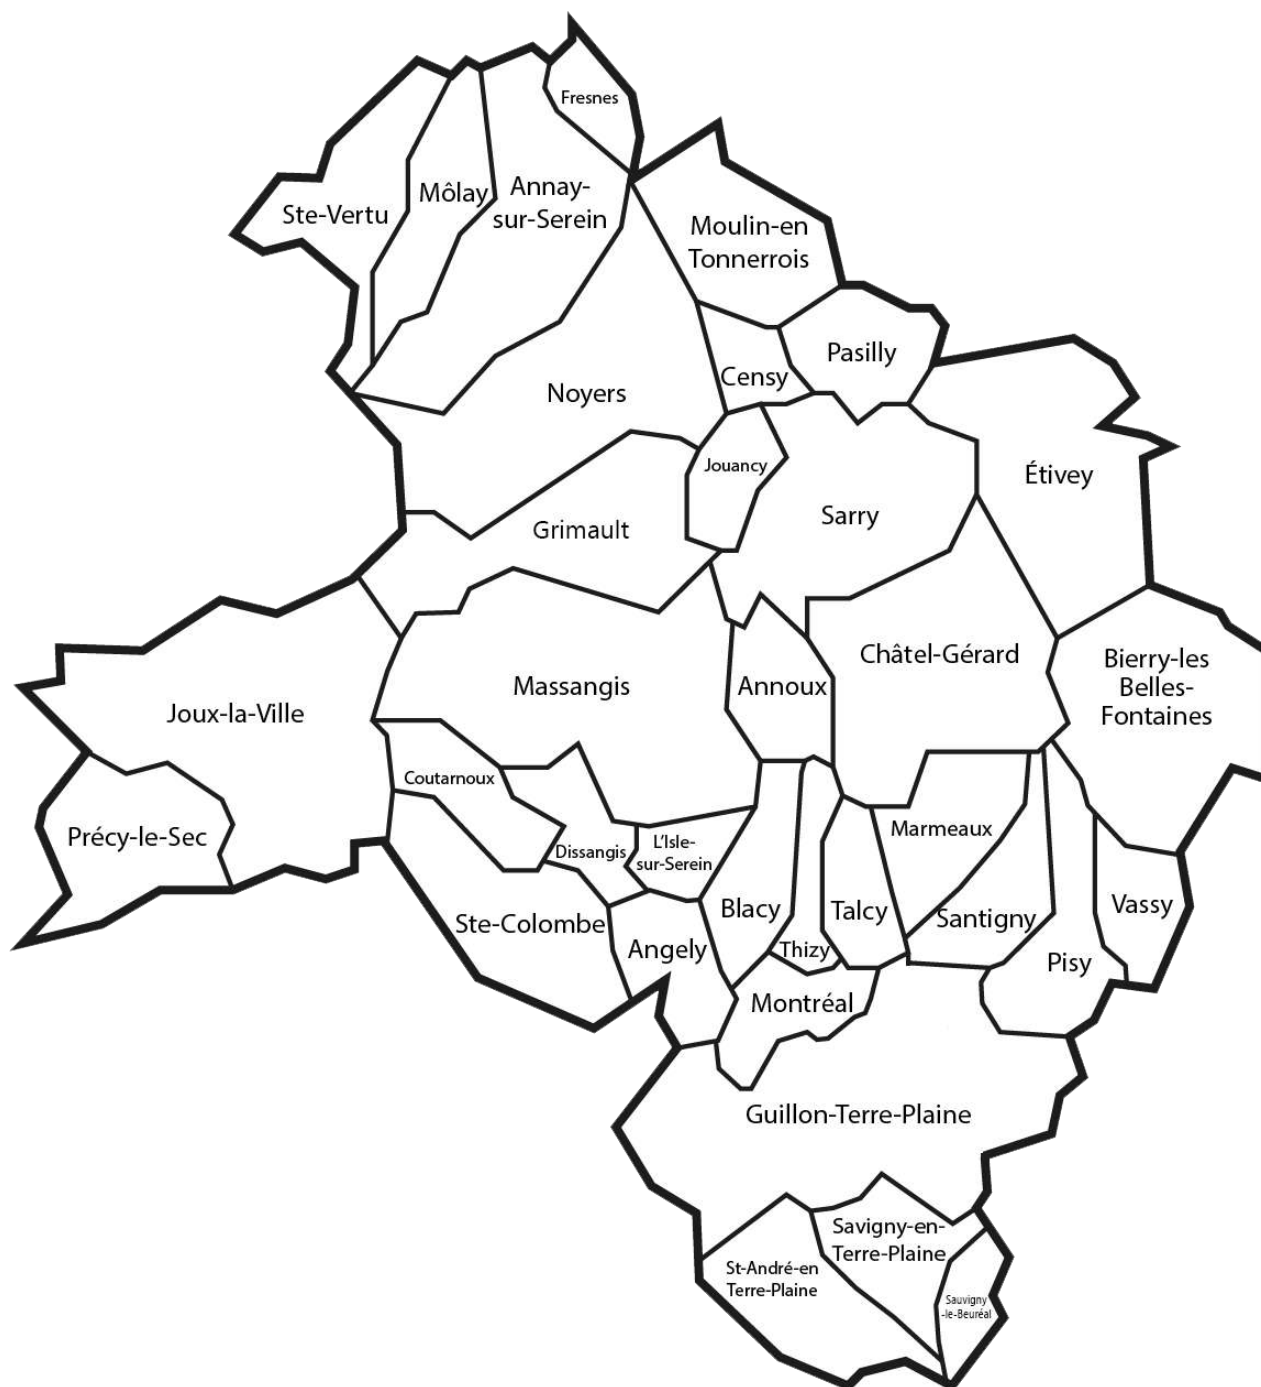 Fresnes
Ste-Vertu
Môlay
Annay-
sur-Serein
Moulin-en
Tonnerrois
Pasilly
Censy
Noyers
Jouancy
Étivey
Sarry
Grimault
Châtel-Gérard
Bierry-les
Belles-
Fontaines
Massangis
Annoux
Joux-la-Ville
Coutarnoux
Précy-le-Sec
Dissangis
L'Isle-
sur-Serein
Marmeaux
Ste-Colombe
Angely
Blacy
Thizy
Talcy
Santigny
Vassy
Pisy
Montréal
Guillon-Terre-Plaine
Savigny-en-
Terre-Plaine
St-André-en
Terre-Plaine
Sauvigny
-le-Beuréal